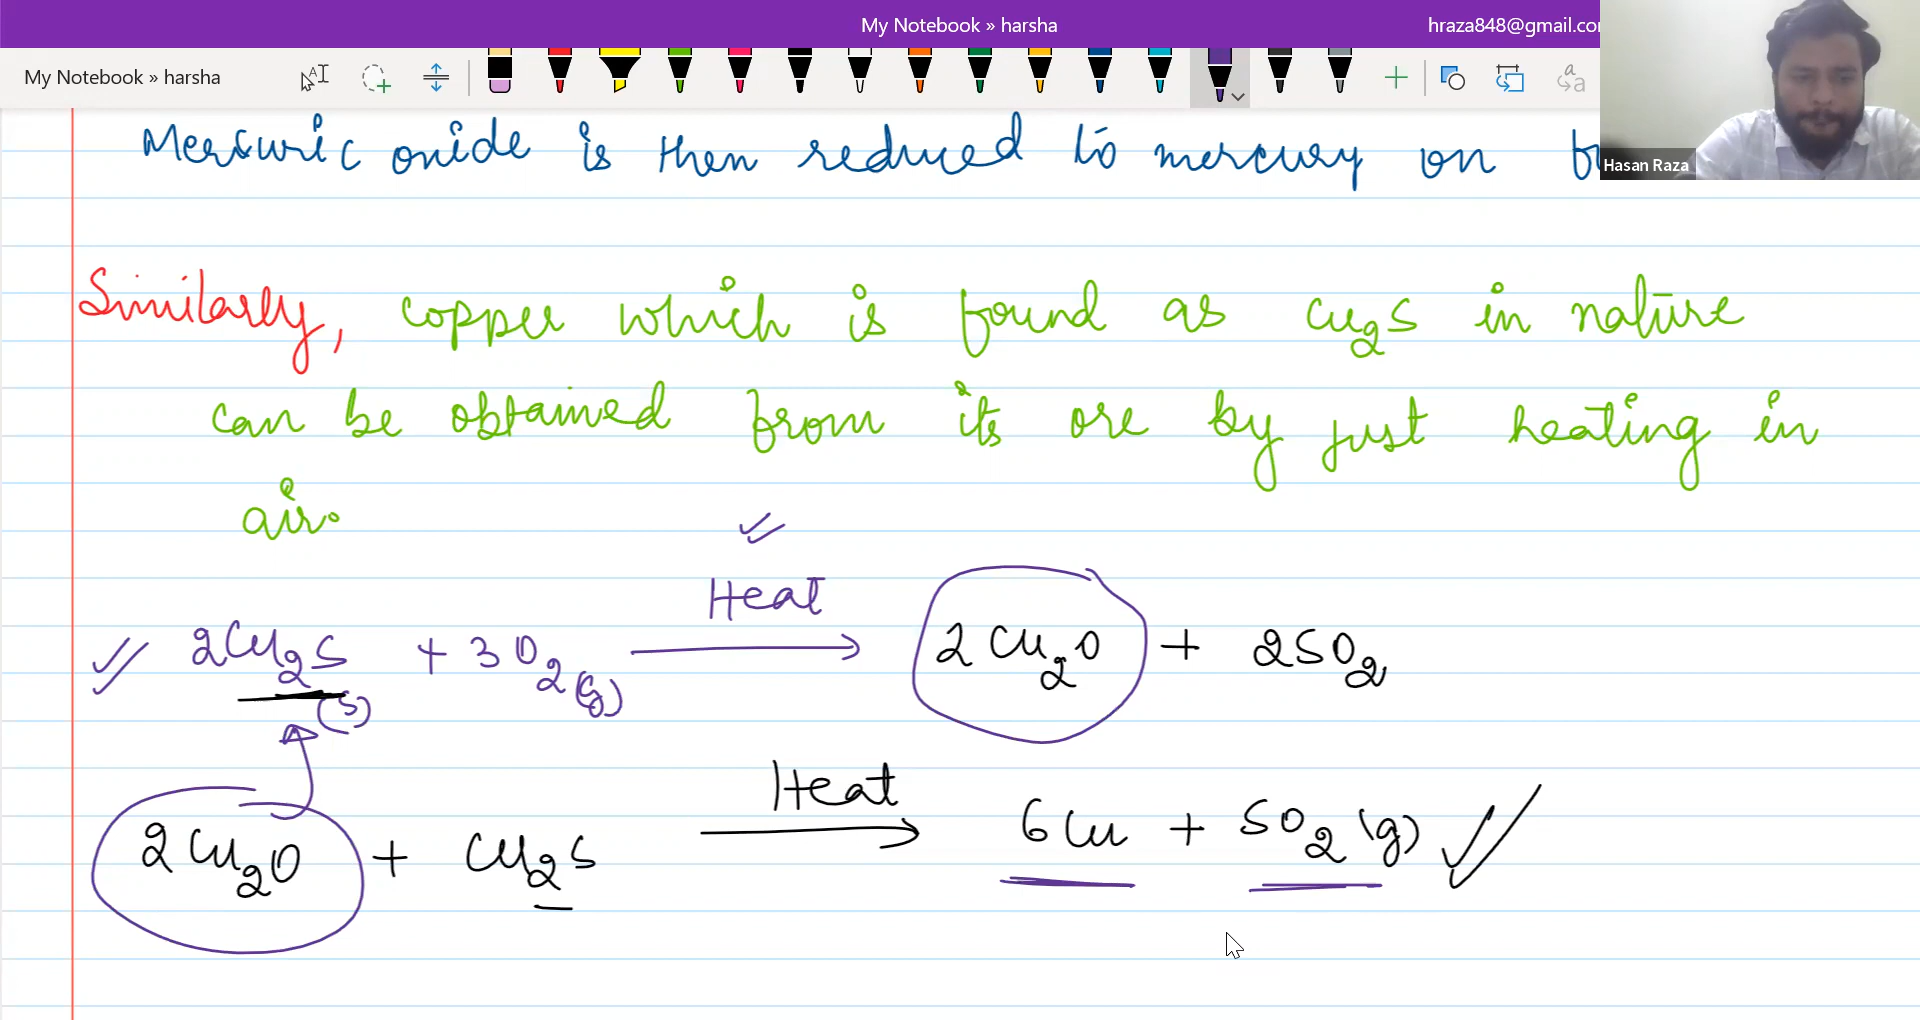 My Notebook » harsha
hraza848@gmail.co
My Notebook » harsha
Hasan Raza
Mercuric oxide is then reduced to mercury on
Similarly, copper which is found as Cu₂S in nature
can be obtained from its ore by just heating in
air.
2Cu₂S(s) + 3O₂(g) Heat → 2Cu₂O + 2SO₂
2Cu₂O + Cu₂S Heat → 6Cu + SO₂(g)